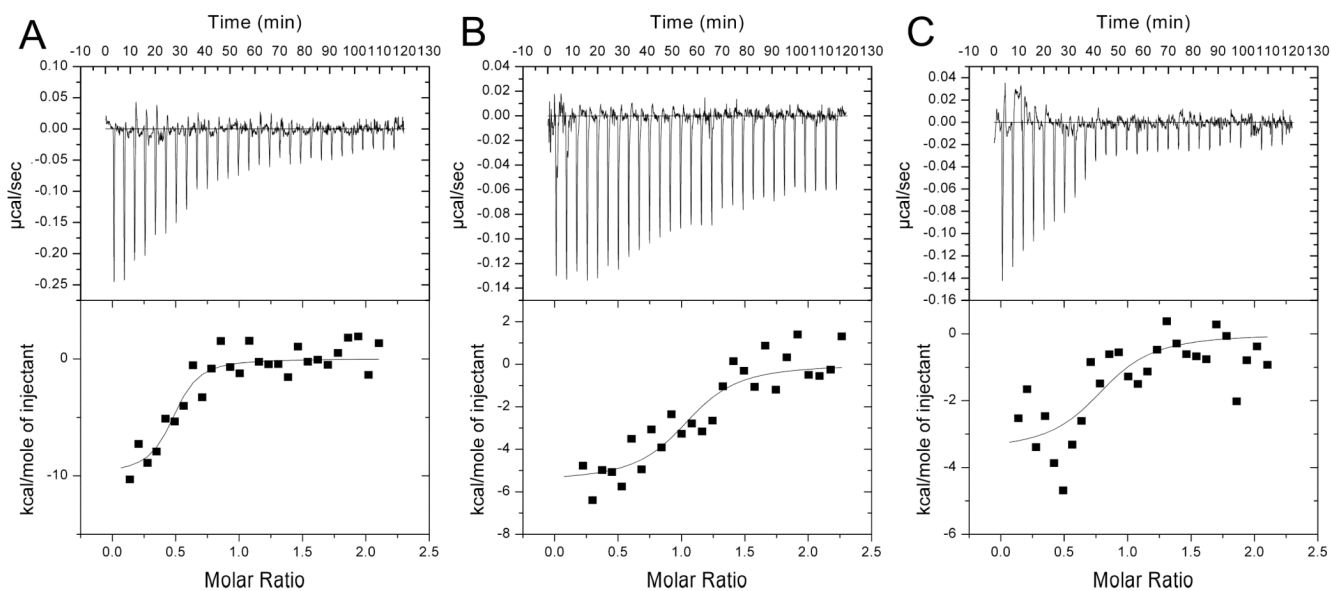 A
Time (min)
-10 0 10 20 30 40 50 60 70 80 90 100 110 120 130
0.10
0.05
0.00
-0.05
-0.10
-0.15
-0.20
-0.25
µcal/sec
0
-10
kcal/mole of injectant
0.0 0.5 1.0 1.5 2.0 2.5
Molar Ratio
B
Time (min)
-10 0 10 20 30 40 50 60 70 80 90 100 110 120 130
0.04
0.02
0.00
-0.02
-0.04
-0.06
-0.08
-0.10
-0.13
-0.14
µcal/sec
2
0
-2
-4
-6
-8
kcal/mole of injectant
0.0 0.5 1.0 1.5 2.0 2.5
Molar Ratio
C
Time (min)
-10 0 10 20 30 40 50 60 70 80 90 100 110 120 130
0.04
0.02
0.00
-0.02
-0.04
-0.06
-0.08
-0.10
-0.12
-0.14
-0.16
µcal/sec
0
-2
-4
-6
kcal/mole of injectant
0.0 0.5 1.0 1.5 2.0 2.5
Molar Ratio